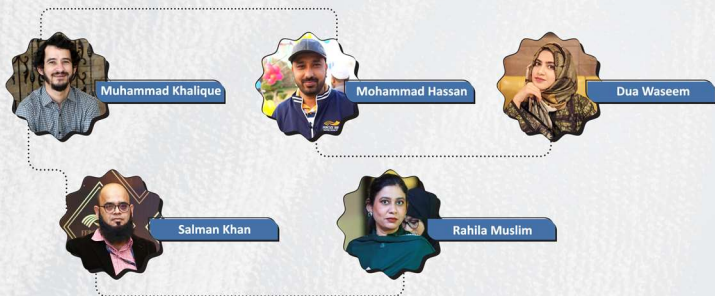 Muhammad Khalique
Mohammad Hassan
Dua Waseem
Salman Khan
Rahila Muslim